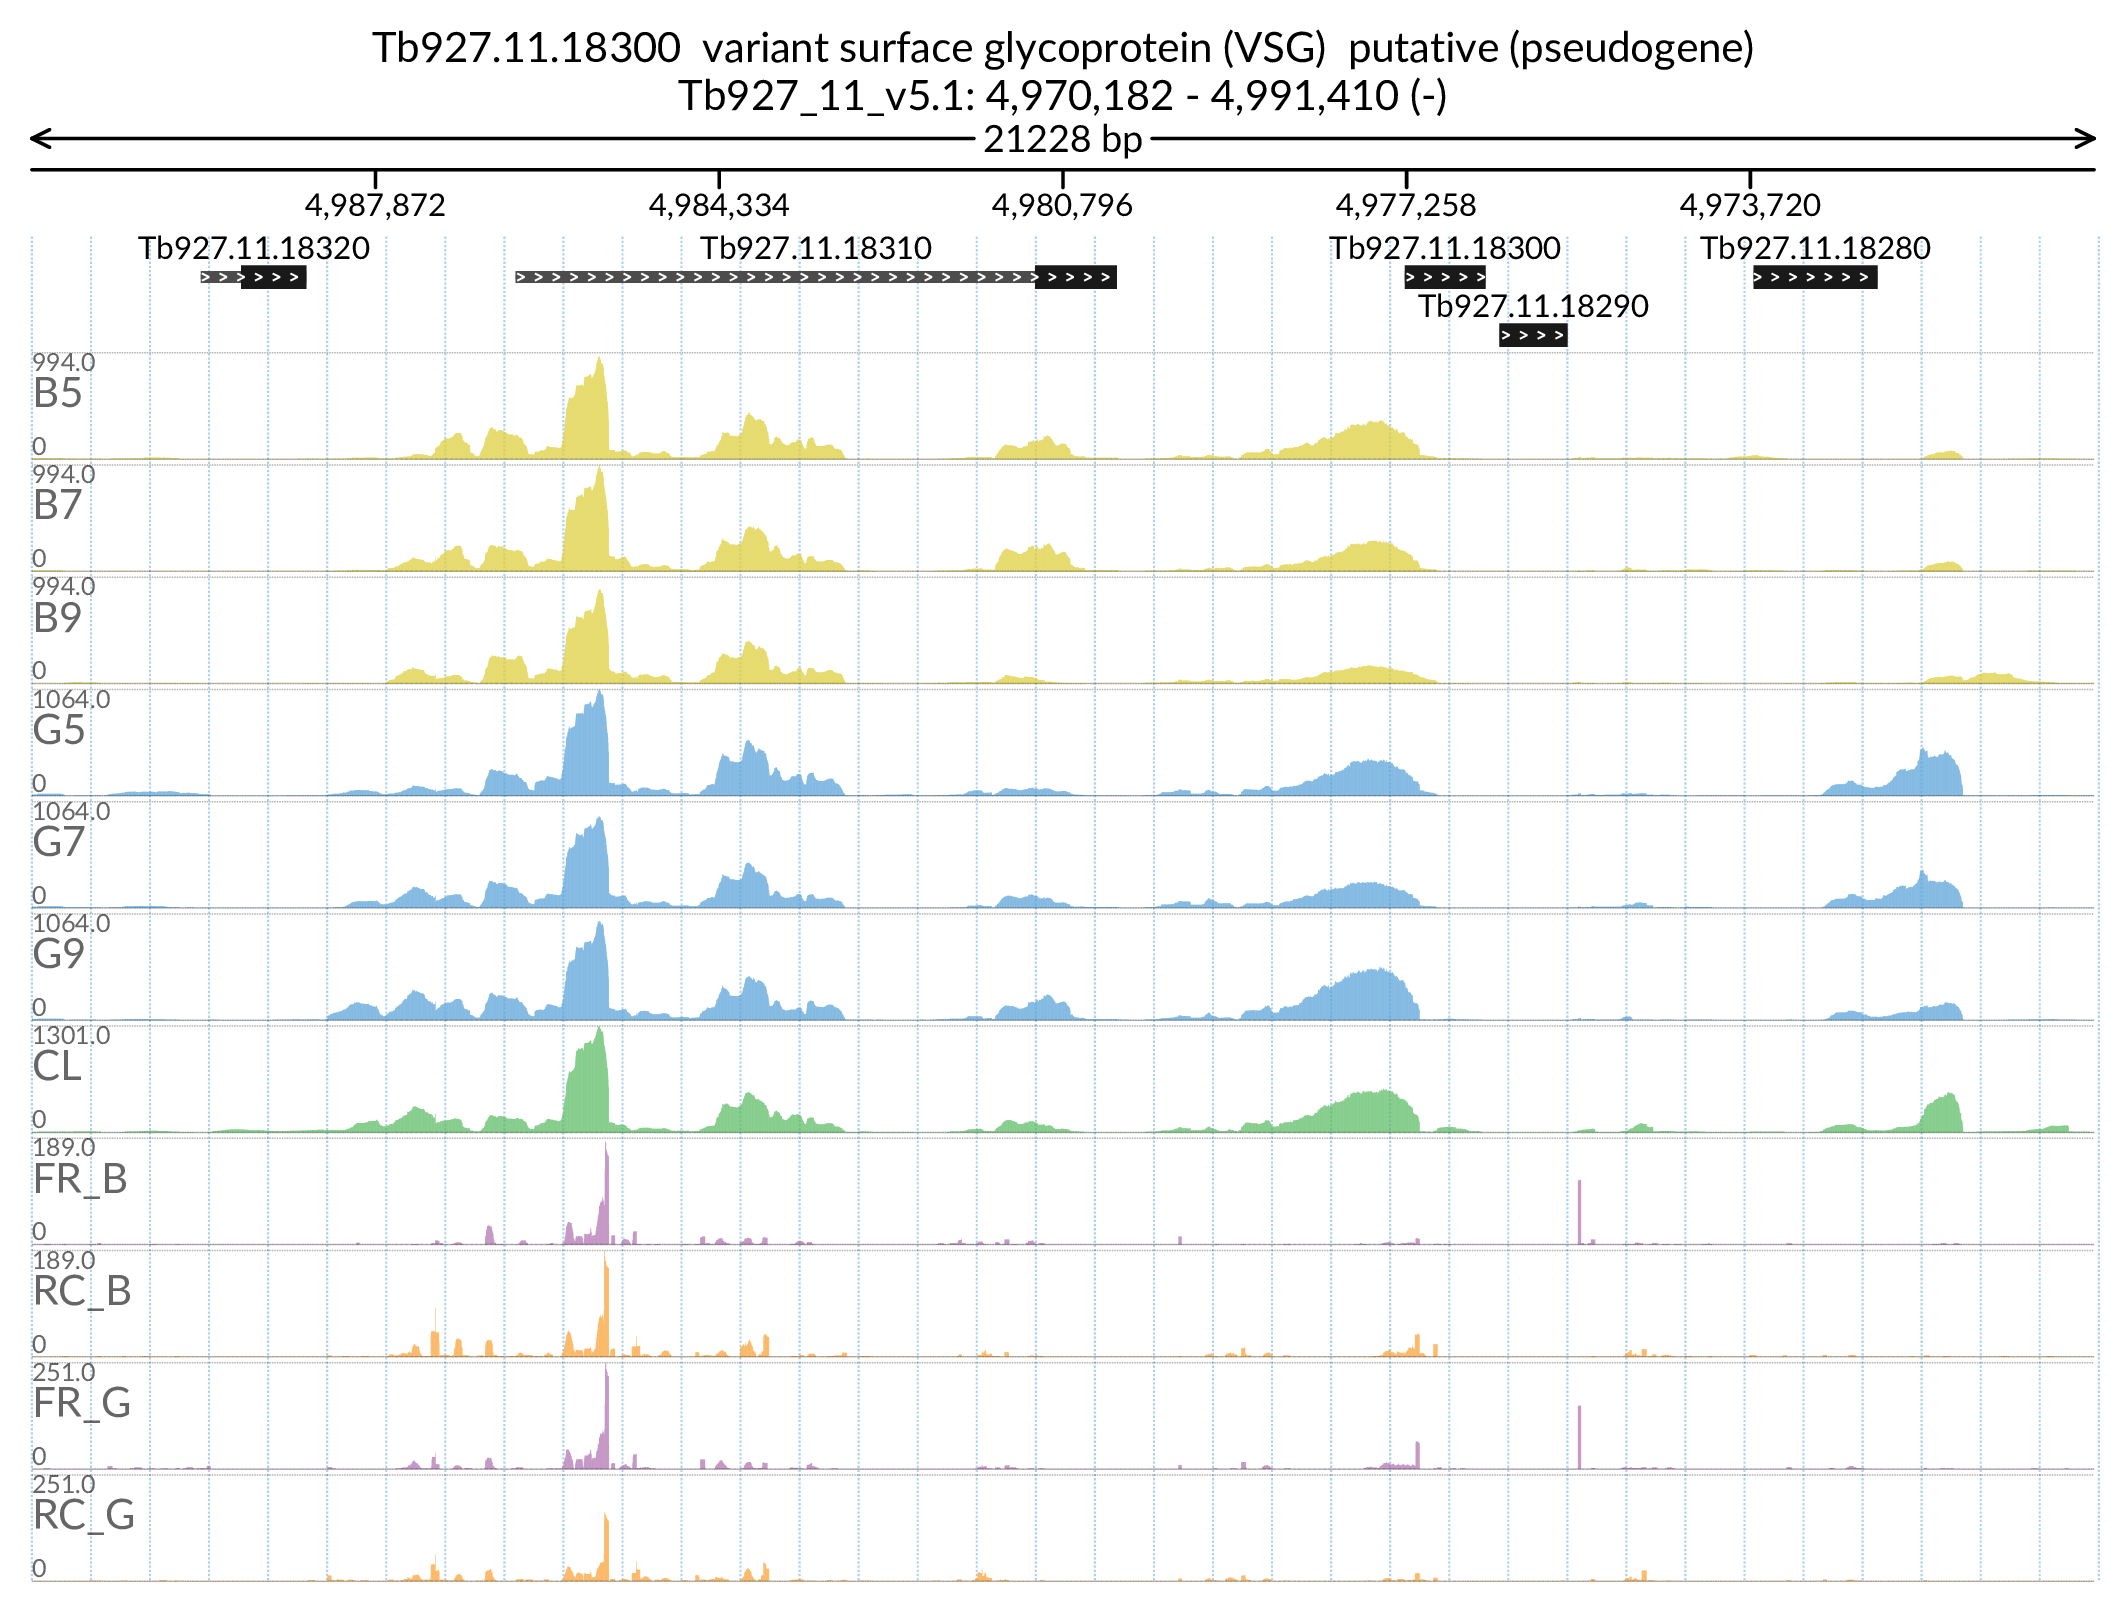 Tb927.11.18300  variant surface glycoprotein (VSG)  putative (pseudogene)
Tb927_11_v5.1: 4,970,182 - 4,991,410 (-)
21228 bp
4,987,872 4,984,334 4,980,796 4,977,258 4,973,720
Tb927.11.18320 Tb927.11.18310 Tb927.11.18300 Tb927.11.18280
Tb927.11.18290
994.0
B5
0
994.0
B7
0
994.0
B9
0
1064.0
G5
0
1064.0
G7
0
1064.0
G9
0
1301.0
CL
0
189.0
FR_B
0
189.0
RC_B
0
251.0
FR_G
0
251.0
RC_G
0